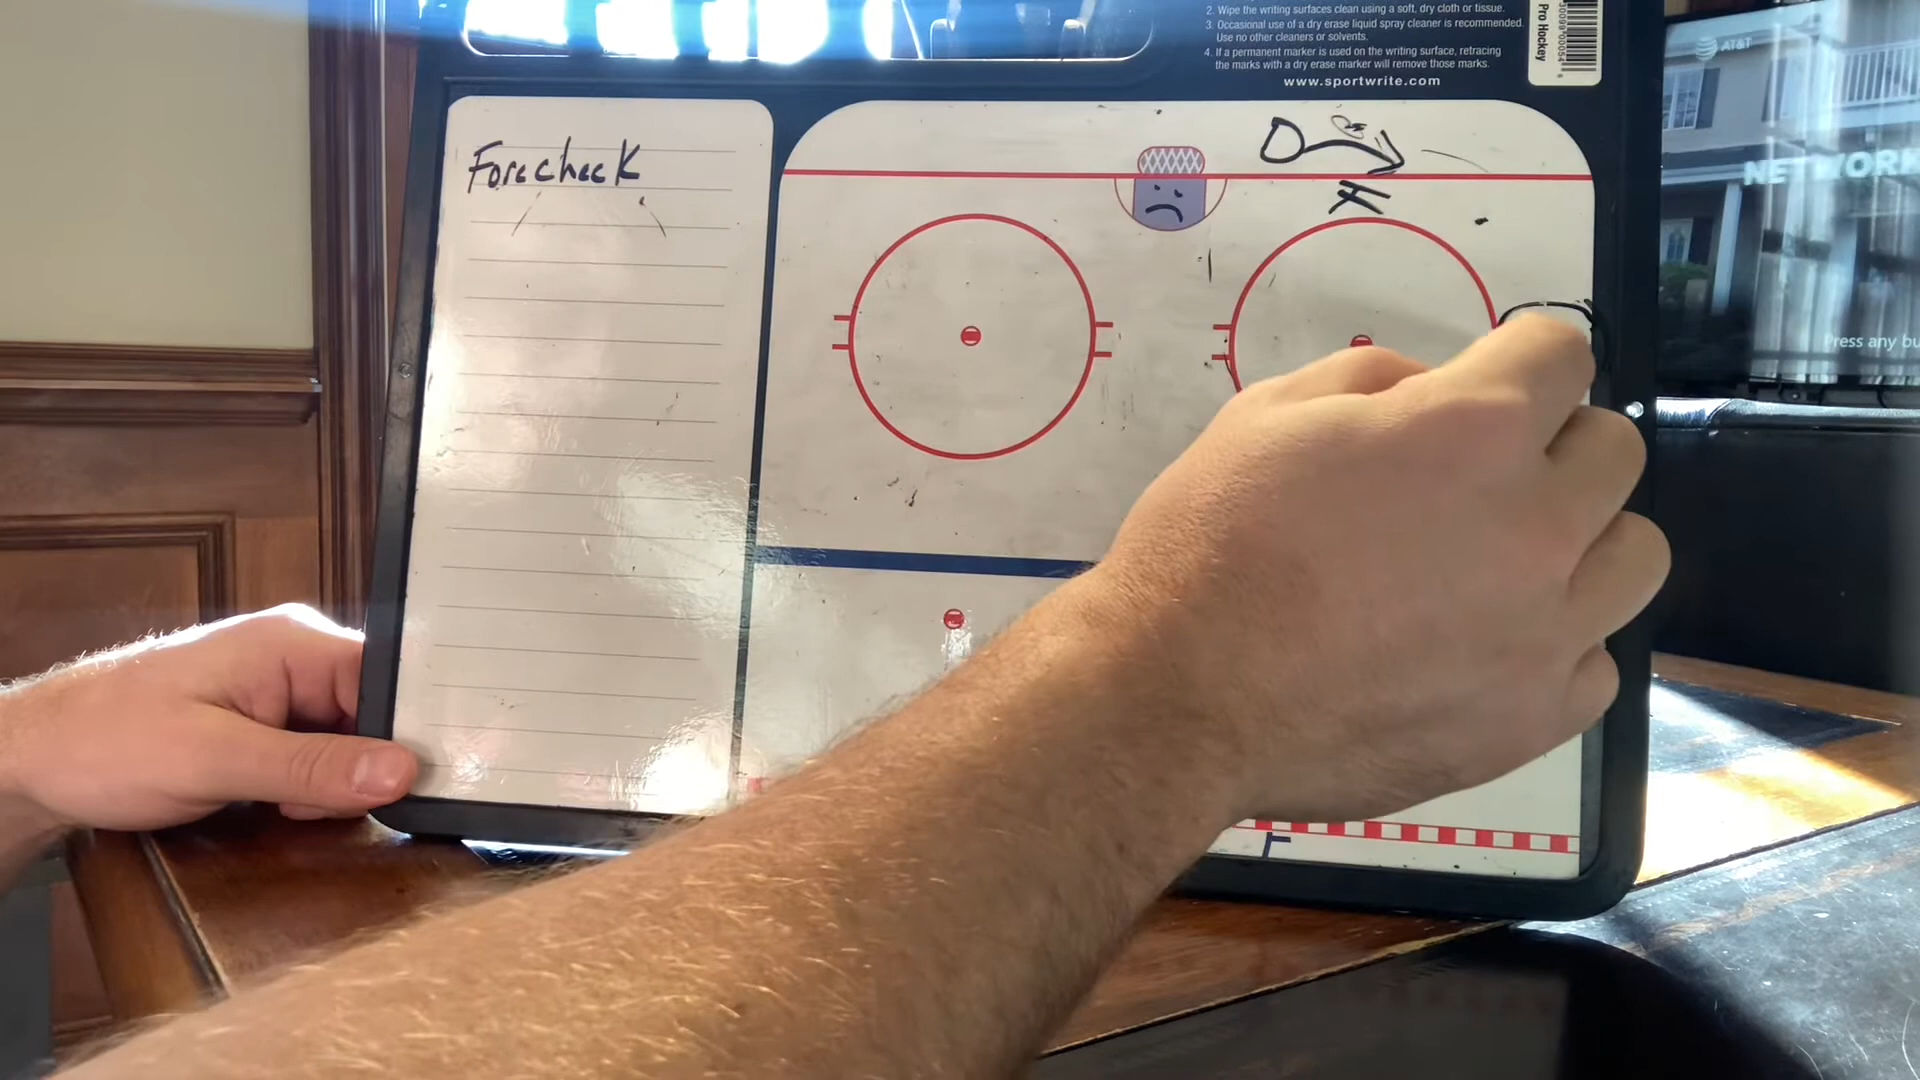 2. Wipe the writing surfaces clean using a soft, dry cloth or tissue.
3. Occasional use of a dry erase liquid spray cleaner is recommended.
Use no other cleaners or solvents.
4. If a permanent marker is used on the writing surface, retracing
the marks with a dry erase marker will remove those marks.
www.sportwrite.com
Pro Hockey
AT&T
NETWORK
Press any bu
Forecheck